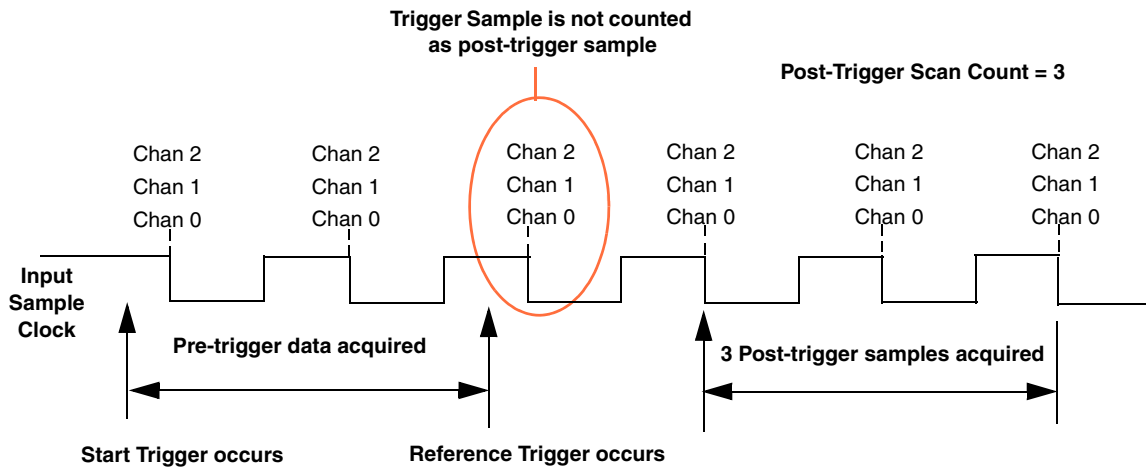 Trigger Sample is not counted
as post-trigger sample
Post-Trigger Scan Count = 3
Chan 2 Chan 2 Chan 2 Chan 2 Chan 2 Chan 2
Chan 1 Chan 1 Chan 1 Chan 1 Chan 1 Chan 1
Chan 0 Chan 0 Chan 0 Chan 0 Chan 0 Chan 0
Input
Sample
Clock
Pre-trigger data acquired
3 Post-trigger samples acquired
Start Trigger occurs
Reference Trigger occurs